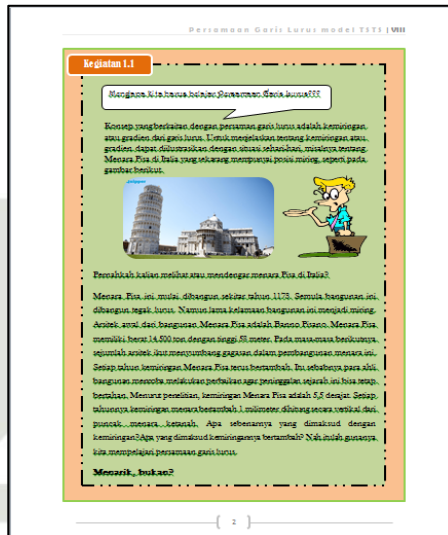 Persamaan Garis Lurus model TSTS | VIII
Kegiatan 1.1
Mengapa kita harus belajar Persamaan Garis lurus???
Konsep yang berkaitan dengan persaman garis lurus adalah kemiringan
atau gradien dari garis lurus. Untuk menjelaskan tentang kemiringan atau
gradien dapat diilustrasikan dengan situasi sehari-hari, misalnya tentang
Menara Pisa di Italia yang sekarang mempunyai posisi miring, seperti pada
gambar berikut.
Pernahkah kalian melihat atau mendengar menara Pisa di Italia?
Menara Pisa ini mulai dibangun sekitar tahun 1173. Semula bangunan ini
dibangun tegak lurus. Namun lama kelamaan bangunan ini menjadi miring.
Arsitek awal dari bangunan Menara Pisa adalah Banno Pisano. Menara Pisa
memiliki berat 14.500 ton dengan tinggi 58 meter. Pada masa-masa berikutnya
sejumlah arsitek ikut menyumbang gagasan dalam pembangunan menara ini.
Setiap tahun kemiringan Menara Pisa terus bertambah. Itu sebabnya para ahli
bangunan mencoba melakukan perbaikan agar peninggalan sejarah ini bisa tetap
bertahan. Menurut penelitian, kemiringan Menara Pisa adalah 5,5 derajat. Setiap
tahunnya kemiringan menara bertambah 1 milimeter dihitung secara vertikal dari
puncak menara ketanah. Apa sebenarnya yang dimaksud dengan
kemiringan? Apa yang dimaksud kemiringannya bertambah? Nah itulah gunanya
kita mempelajari persamaan garis lurus.
Menarik, bukan?
2